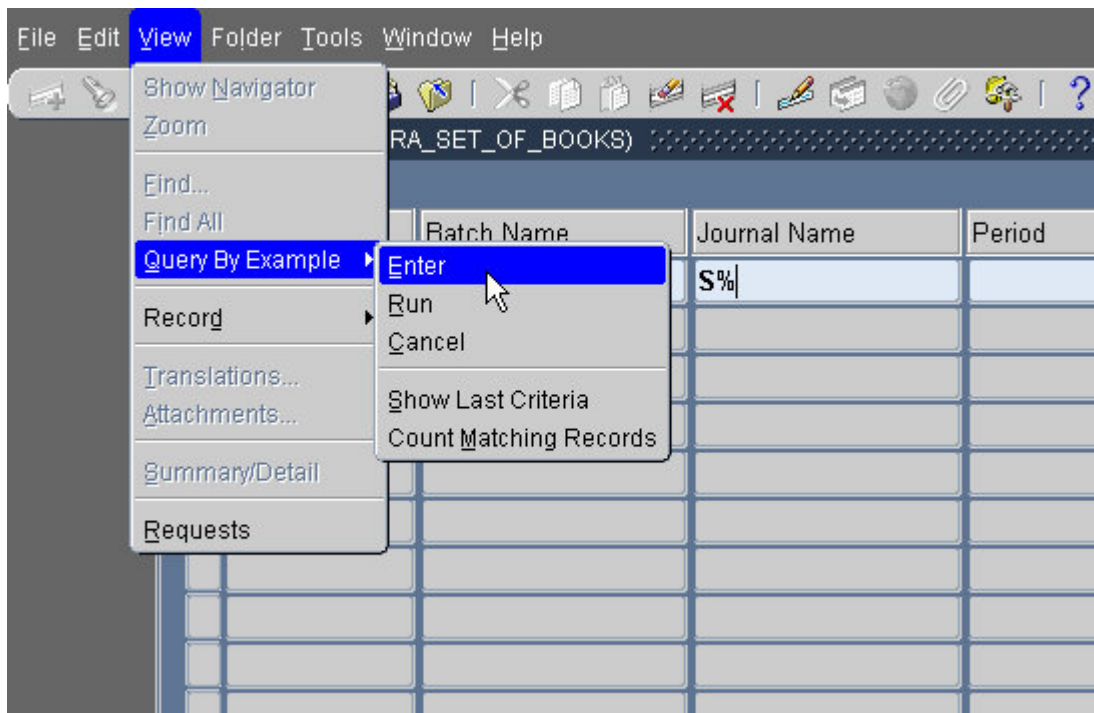 File Edit View Folder Tools Window Help
Show Navigator
Zoom
RA_SET_OF_BOOKS)
Find...
Find All
Query By Example
Record
Translations...
Attachments...
Summary/Detail
Requests
Enter
Run
Cancel
Show Last Criteria
Count Matching Records
Batch Name Journal Name Period
S%
?